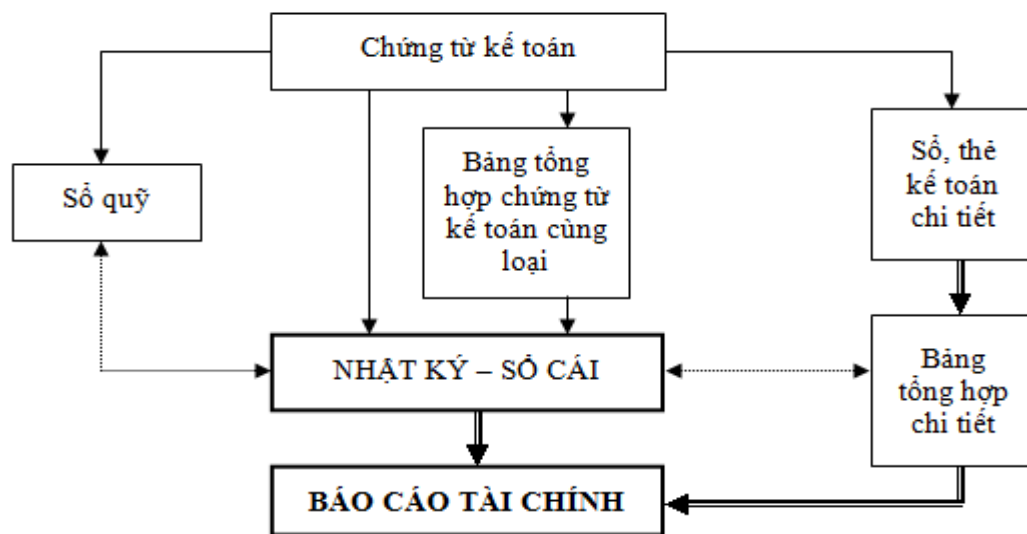 Chứng từ kế toán
Sổ quỹ
Bảng tổng
hợp chứng từ
kế toán cùng
loại
Sổ, thẻ
kế toán
chi tiết
NHẬT KÝ – SỔ CÁI
Bảng
tổng hợp
chi tiết
BÁO CÁO TÀI CHÍNH